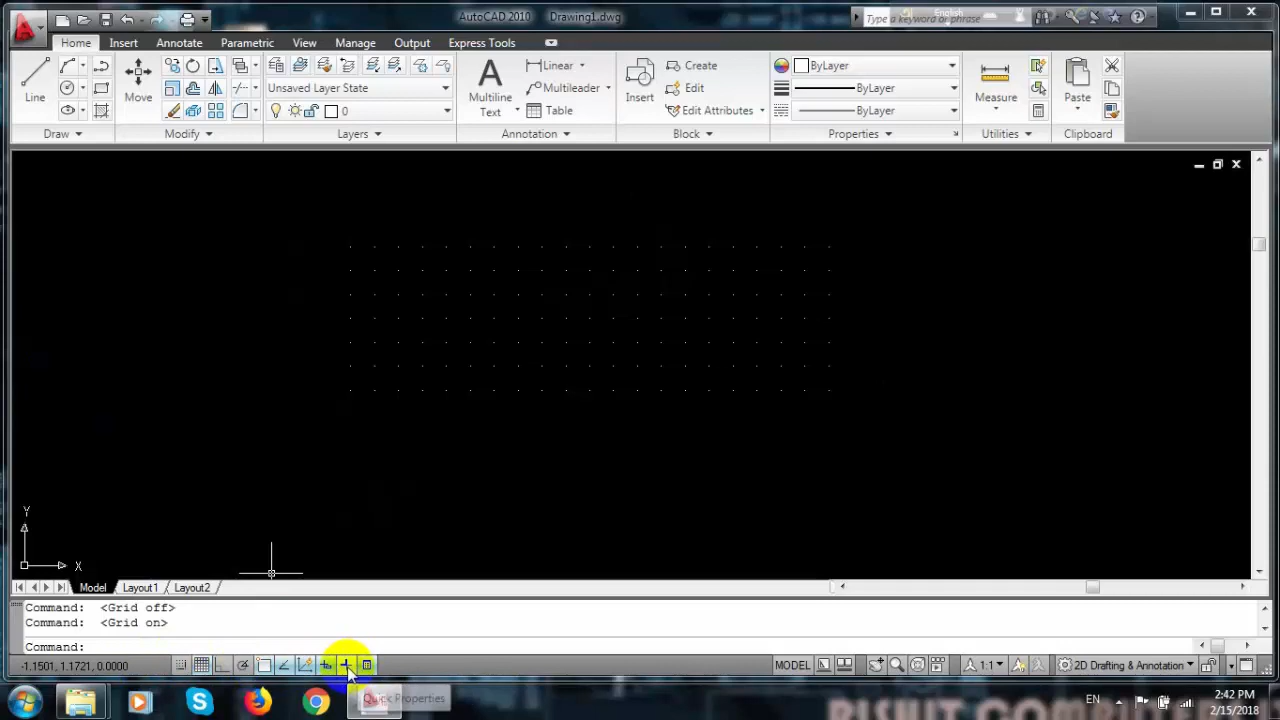 AutoCAD 2010 Drawing1.dwg
Type a keyword or phrase
English
Home Insert Annotate Parametric View Manage Output Express Tools
Line
Move
Unsaved Layer State
0
Multiline
Text
Linear
Multileader
Table
Insert
Create
Edit
Edit Attributes
ByLayer
ByLayer
ByLayer
Measure
Paste
Draw Modify Layers Annotation Block Properties Utilities Clipboard
Y
X
Model Layout1 Layout2
Command: <Grid off>
Command: <Grid on>
Command:
-1.1501, 1.1721, 0.0000
MODEL
1:1
2D Drafting & Annotation
Quick Properties
EN
2:42 PM
2/15/2018